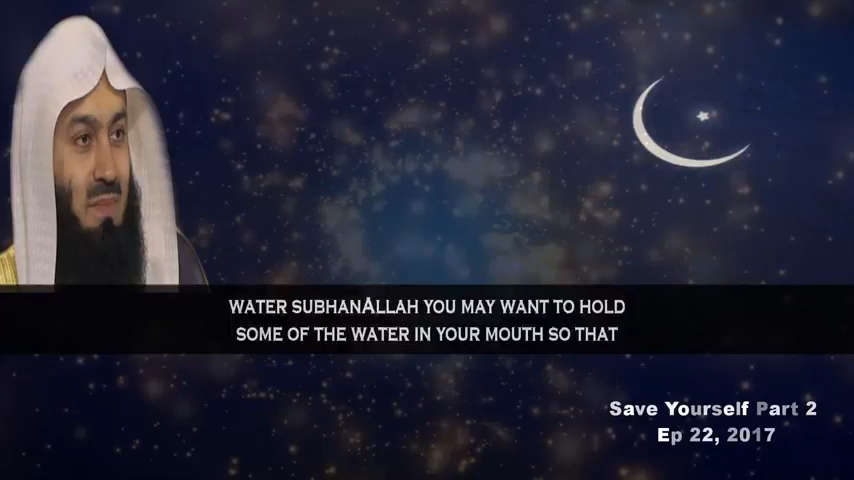 WATER SUBHANALLAH YOU MAY WANT TO HOLD
SOME OF THE WATER IN YOUR MOUTH SO THAT
Save Yourself Part 2
Ep 22, 2017